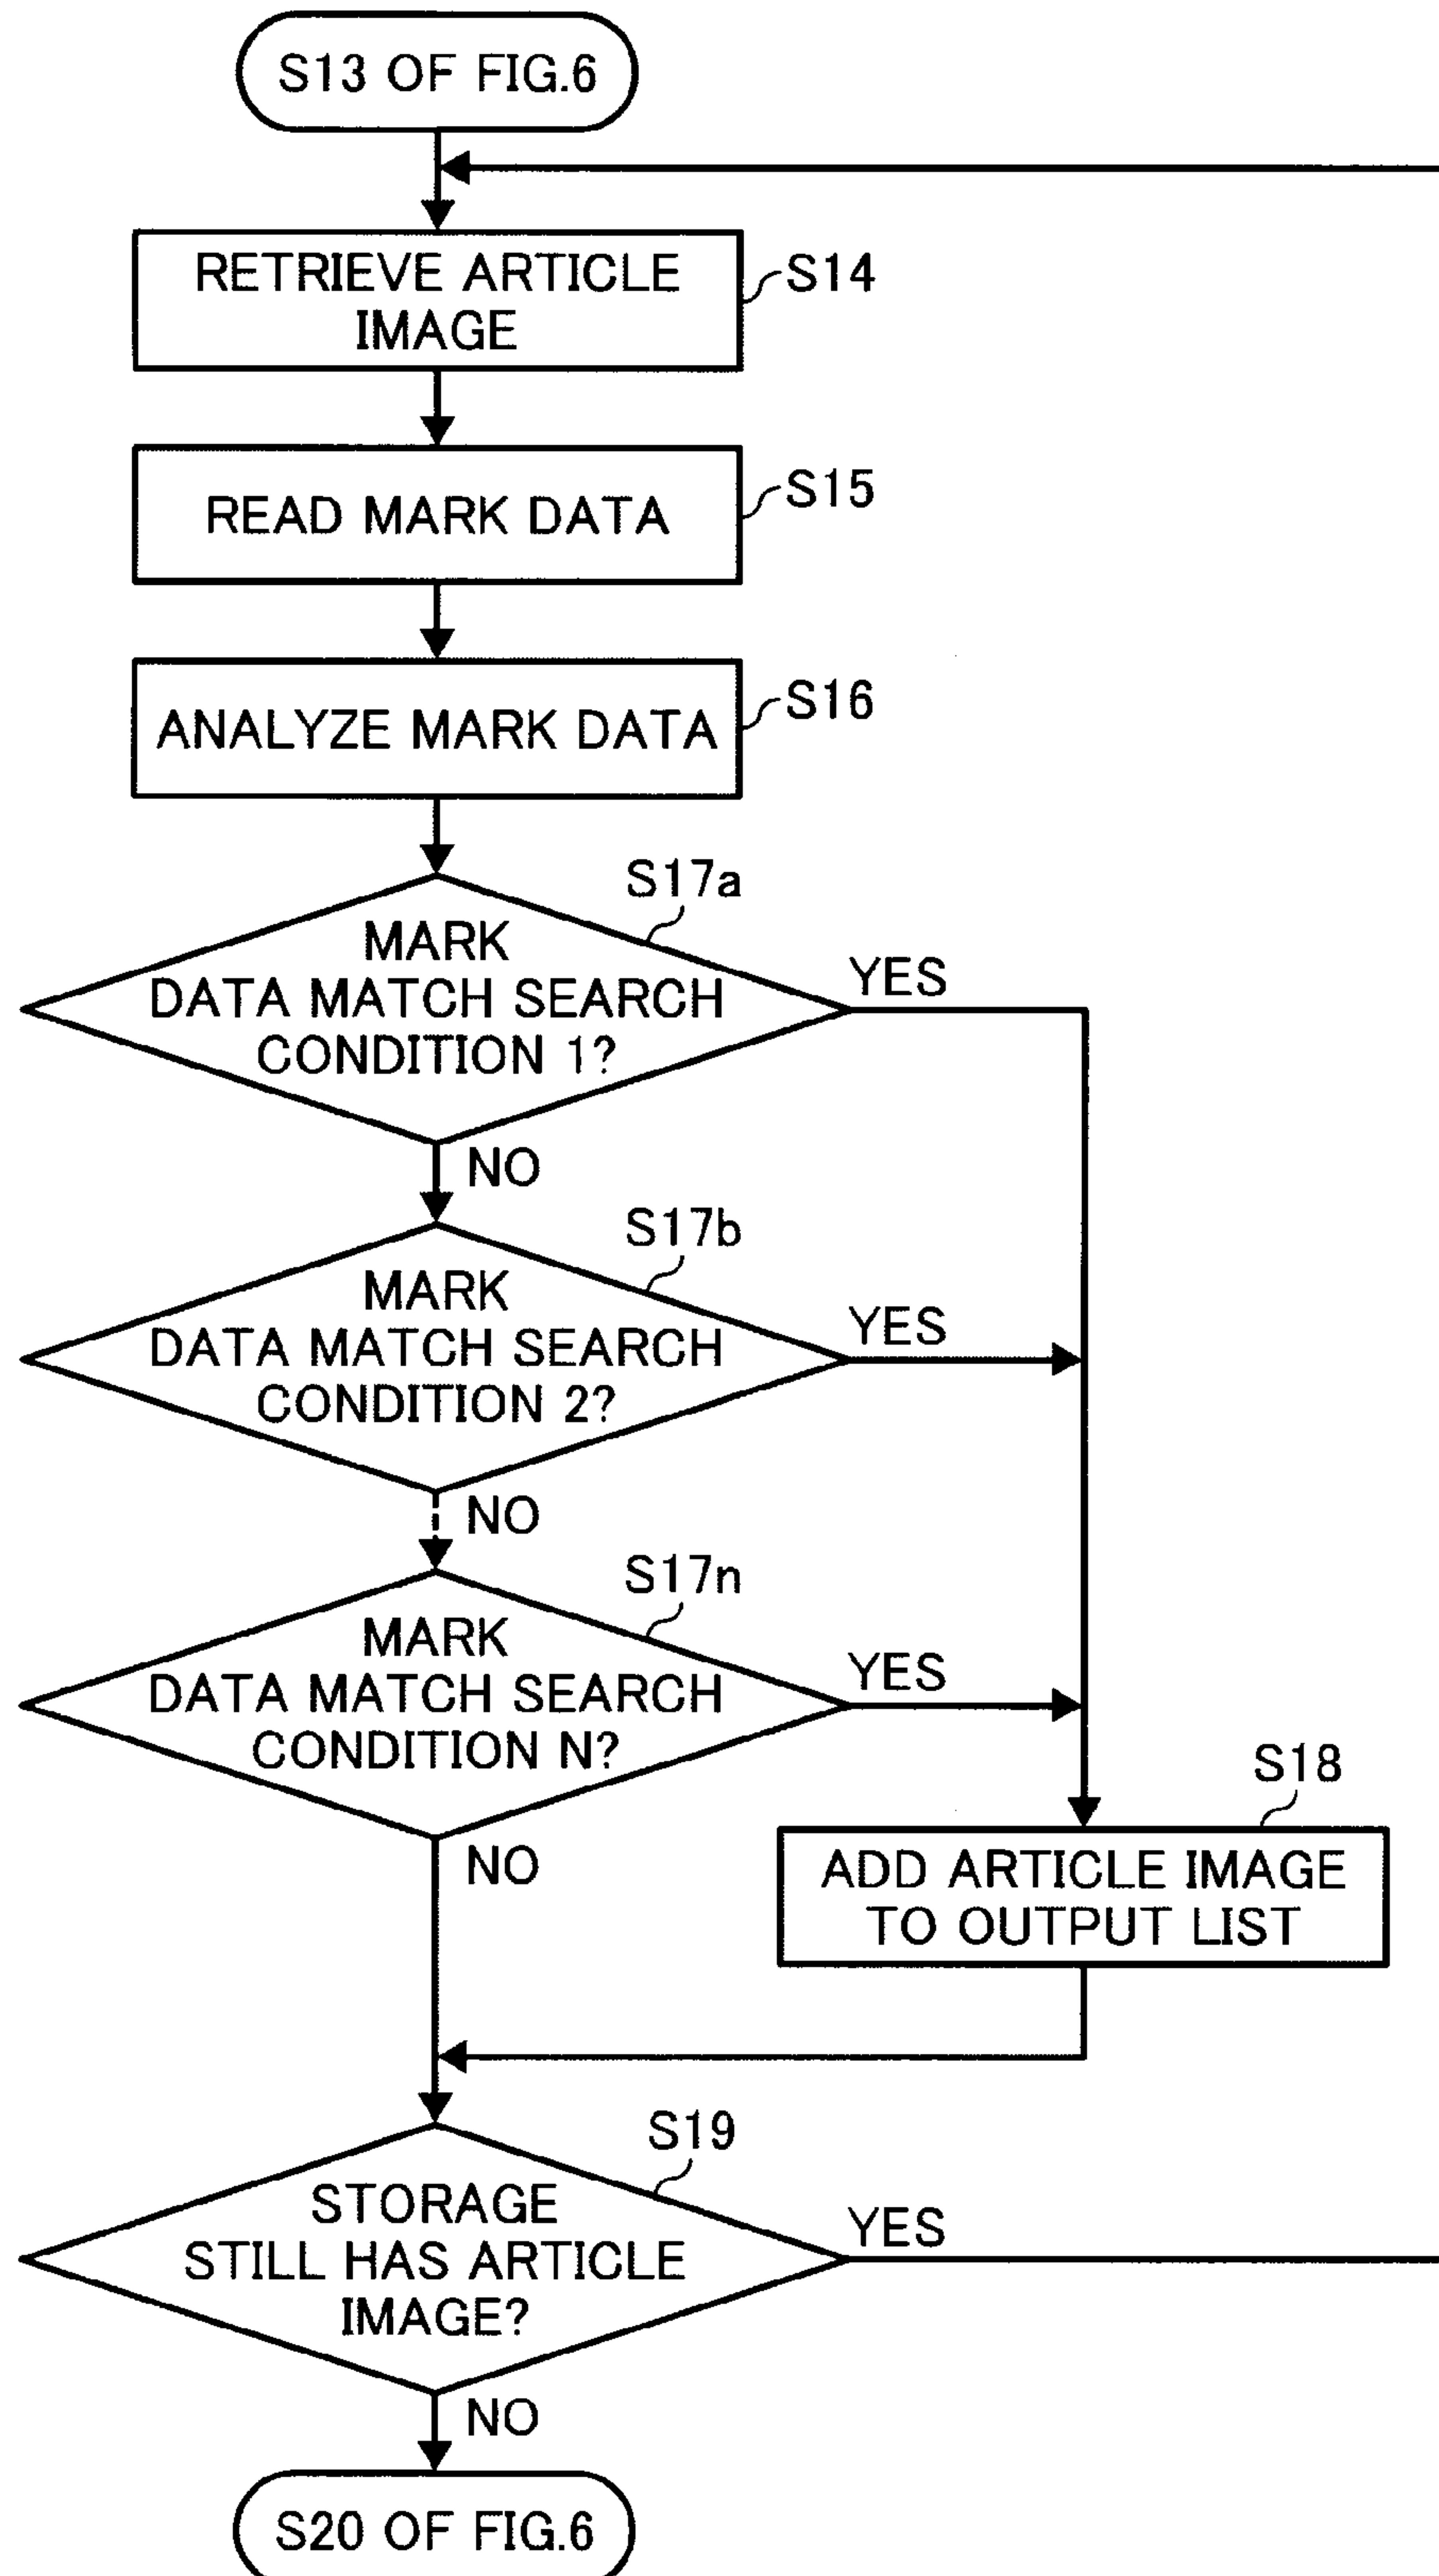 S13 OF FIG.6
RETRIEVE ARTICLE
IMAGE
S14
READ MARK DATA
S15
ANALYZE MARK DATA
S16
S17a
MARK
DATA MATCH SEARCH
CONDITION 1?
YES
NO
S17b
MARK
DATA MATCH SEARCH
CONDITION 2?
YES
NO
S17n
MARK
DATA MATCH SEARCH
CONDITION N?
YES
NO
S18
ADD ARTICLE IMAGE
TO OUTPUT LIST
S19
STORAGE
STILL HAS ARTICLE
IMAGE?
YES
NO
S20 OF FIG.6